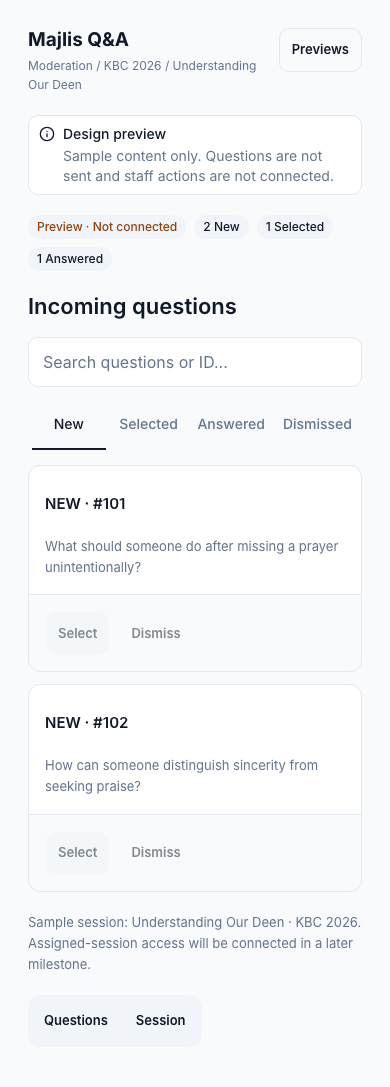 Majlis Q&A
Previews
Moderation / KBC 2026 / Understanding
Our Deen
Design preview
Sample content only. Questions are not
sent and staff actions are not connected.
Preview · Not connected
2 New
1 Selected
1 Answered
Incoming questions
Search questions or ID...
New
Selected
Answered
Dismissed
NEW · #101
What should someone do after missing a prayer
unintentionally?
Select
Dismiss
NEW · #102
How can someone distinguish sincerity from
seeking praise?
Select
Dismiss
Sample session: Understanding Our Deen · KBC 2026.
Assigned-session access will be connected in a later
milestone.
Questions
Session